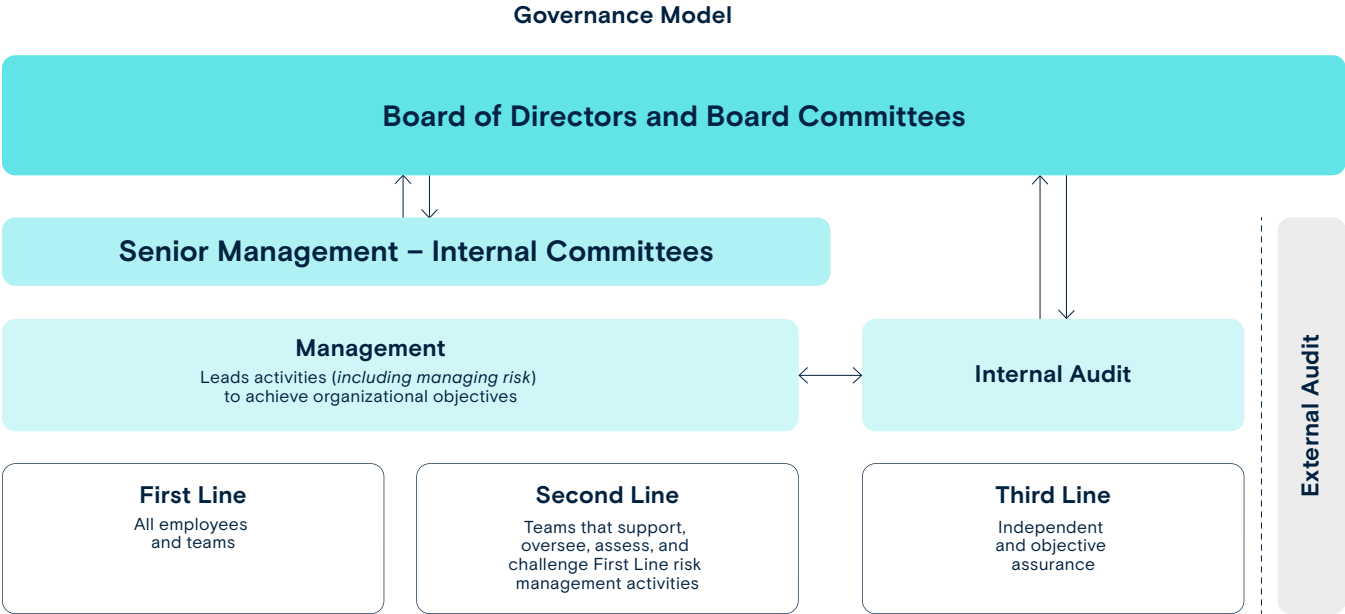 Governance Model
Board of Directors and Board Committees
Senior Management – Internal Committees
Management
Leads activities (including managing risk)
to achieve organizational objectives
Internal Audit
First Line
All employees
and teams
Second Line
Teams that support,
oversee, assess, and
challenge First Line risk
management activities
Third Line
Independent
and objective
assurance
External Audit